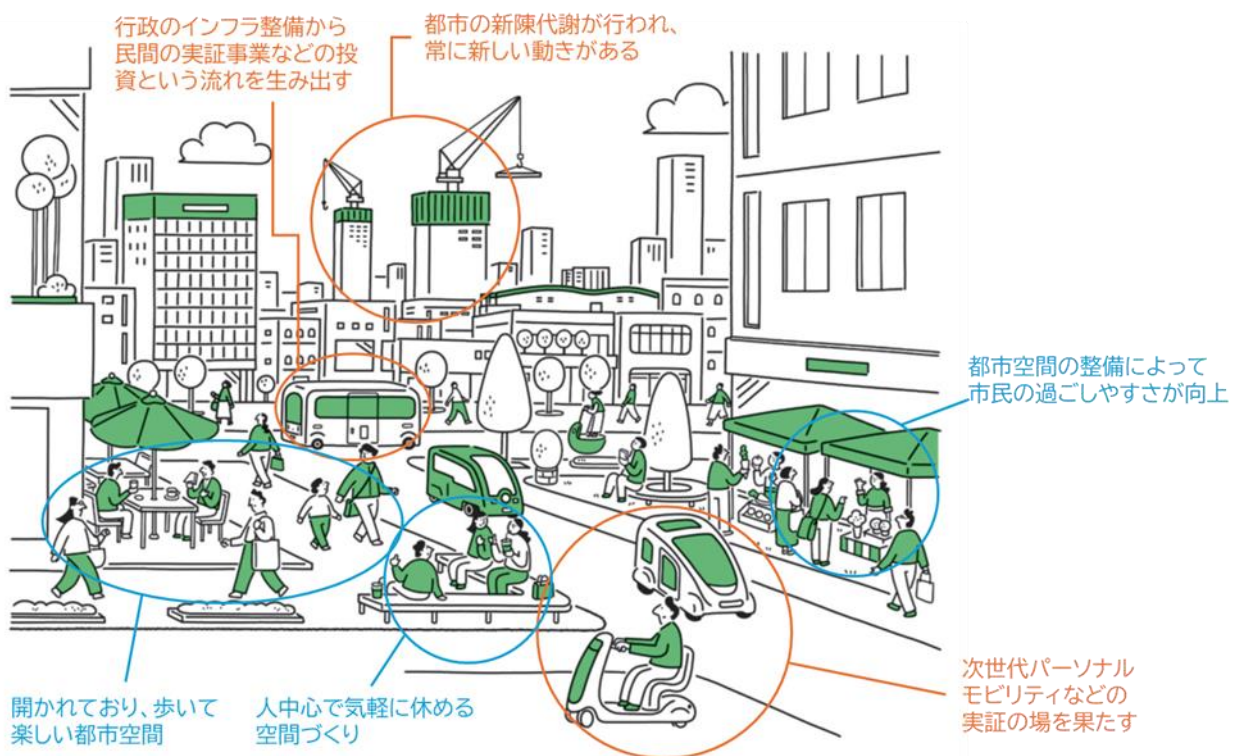 行政のインフラ整備から
民間の実証事業などの投
資という流れを生み出す
都市の新陳代謝が行われ、
常に新しい動きがある
都市空間の整備によって
市民の過ごしやすさが向上
開かれており、歩いて
楽しい都市空間
人中心で気軽に休める
空間づくり
次世代パーソナル
モビリティなどの
実証の場を果たす